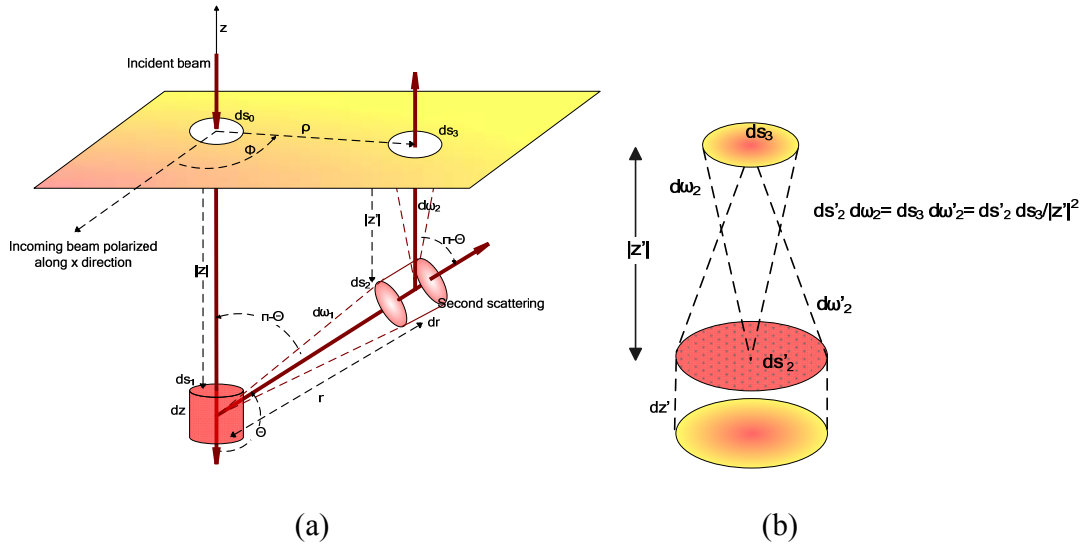 z
Incident beam
ds₀
ρ
ds₃
Φ
Incoming beam polarized
along x direction
|z|
|z'|
dω₂
π-Θ
ds₂
Second scattering
π-Θ
dω₁
dr
r
ds₁
dz
Θ
(a)
ds₃
dω₂
|z'|
ds'₂ dω₂= ds₃ dω'₂= ds'₂ ds₃/|z'|²
dω'₂
ds'₂
dz'
(b)